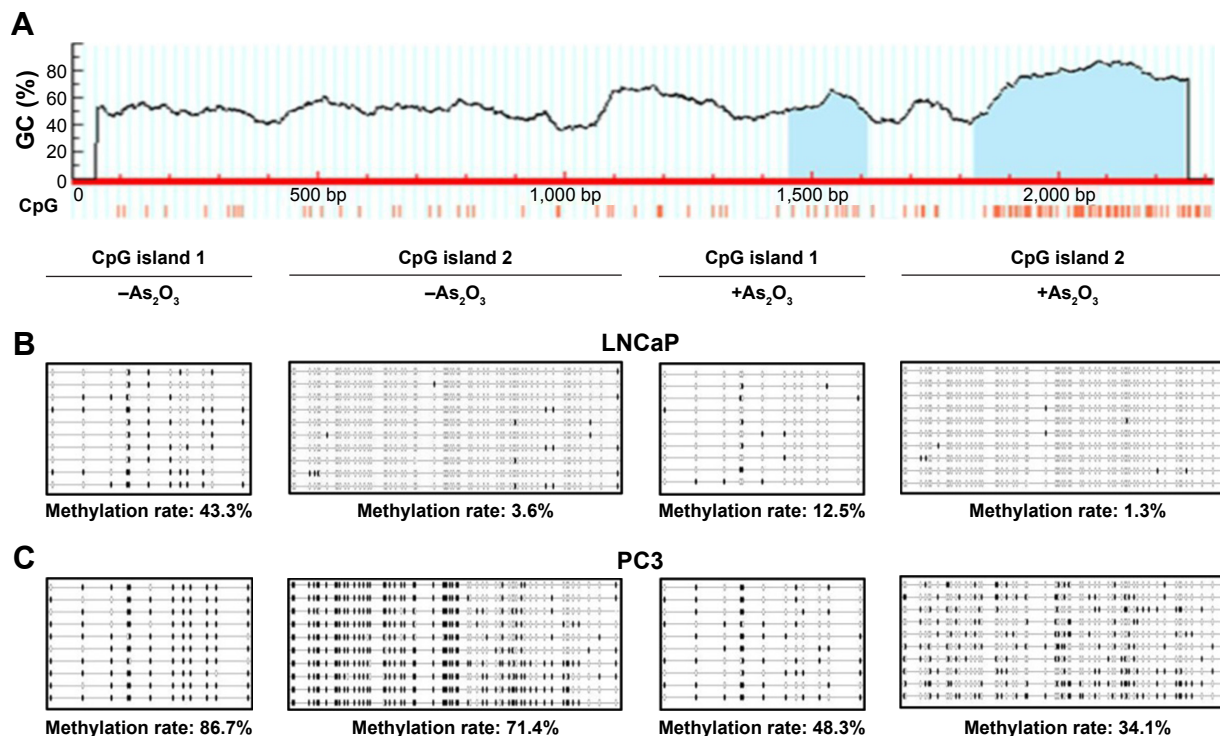 A
GC (%)
80
60
40
20
0
0 500 bp 1,000 bp 1,500 bp 2,000 bp
CpG
CpG island 1 CpG island 2 CpG island 1 CpG island 2
–As₂O₃ –As₂O₃ +As₂O₃ +As₂O₃
B LNCaP
Methylation rate: 43.3% Methylation rate: 3.6% Methylation rate: 12.5% Methylation rate: 1.3%
C PC3
Methylation rate: 86.7% Methylation rate: 71.4% Methylation rate: 48.3% Methylation rate: 34.1%